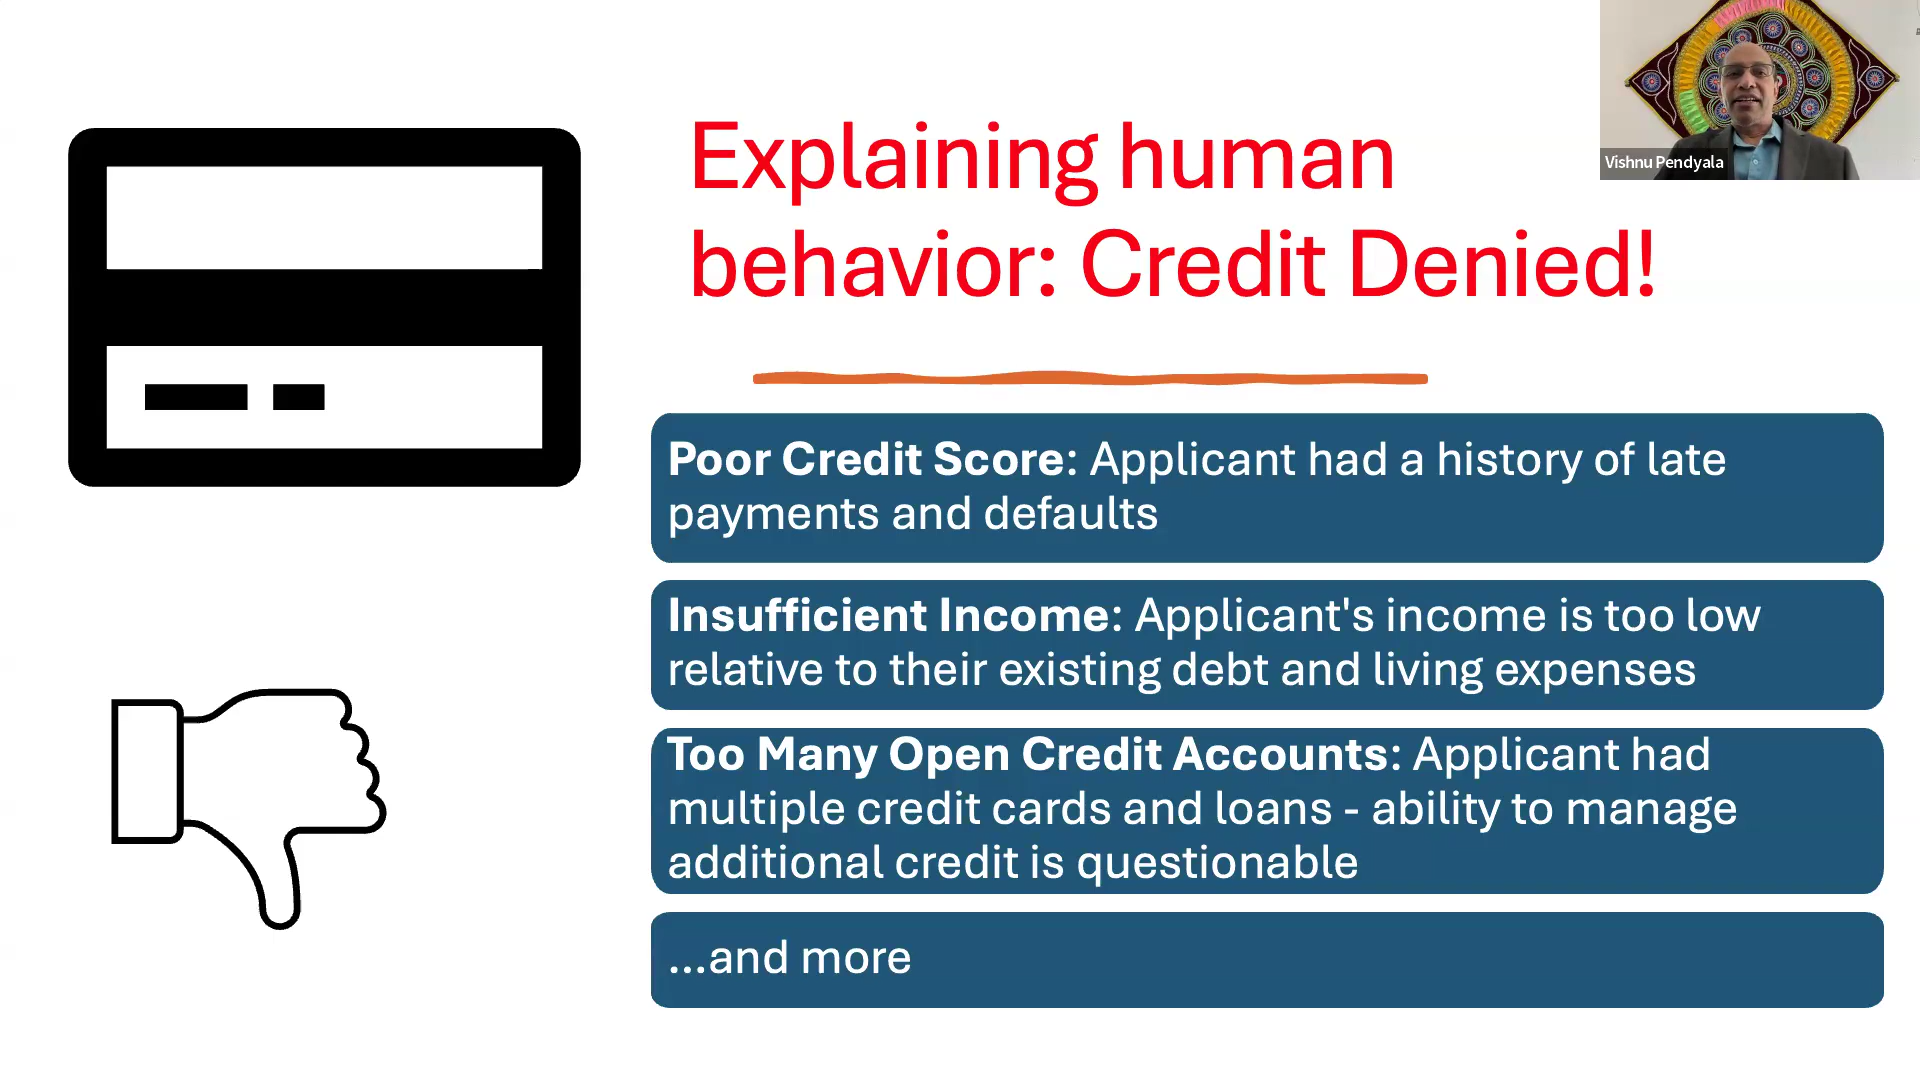 Explaining human
behavior: Credit Denied!
Vishnu Pendyala
Poor Credit Score: Applicant had a history of late
payments and defaults
Insufficient Income: Applicant's income is too low
relative to their existing debt and living expenses
Too Many Open Credit Accounts: Applicant had
multiple credit cards and loans - ability to manage
additional credit is questionable
...and more